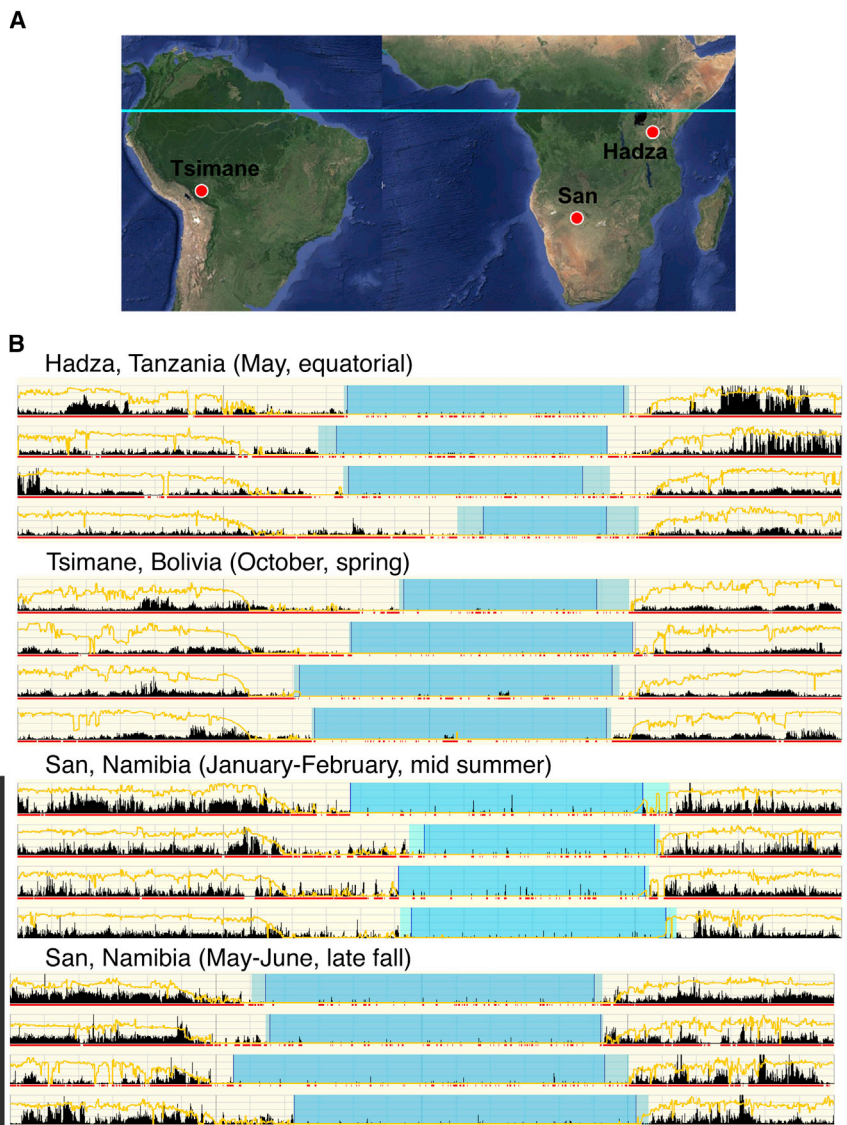 A
Tsimane
Hadza
San
B
Hadza, Tanzania (May, equatorial)
Tsimane, Bolivia (October, spring)
San, Namibia (January-February, mid summer)
San, Namibia (May-June, late fall)